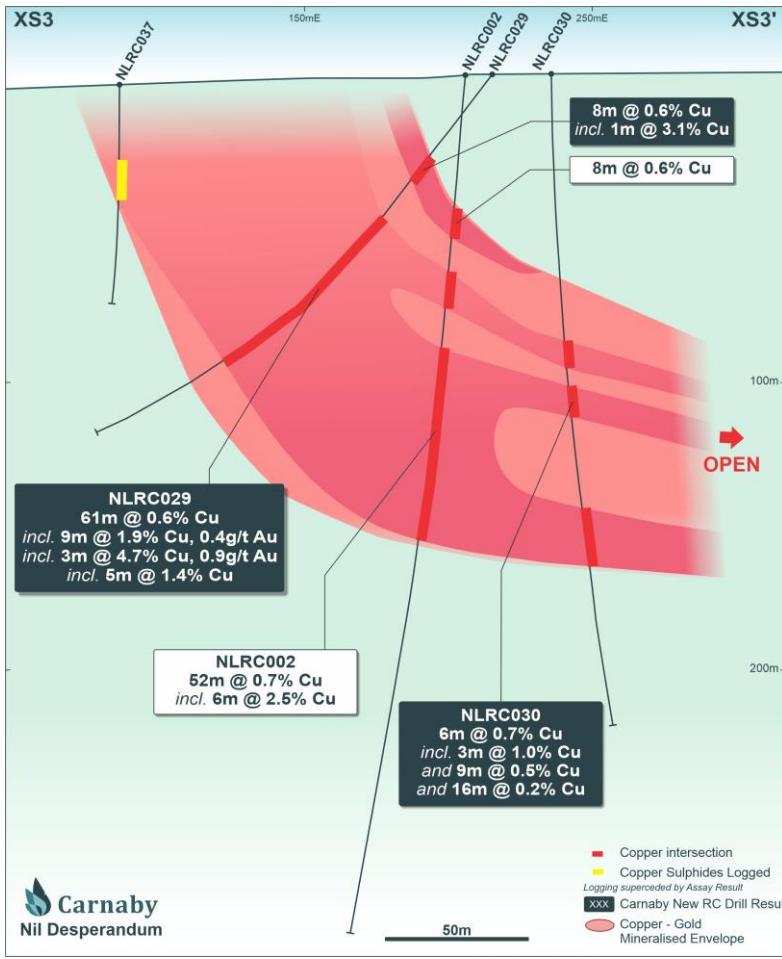 XS3
150mE
250mE
XS3'
NLRC037
NLRC002
NLRC029
NLRC030
8m @ 0.6% Cu
incl. 1m @ 3.1% Cu
8m @ 0.6% Cu
100m
OPEN
NLRC029
61m @ 0.6% Cu
incl. 9m @ 1.9% Cu, 0.4g/t Au
incl. 3m @ 4.7% Cu, 0.9g/t Au
incl. 5m @ 1.4% Cu
NLRC002
52m @ 0.7% Cu
incl. 6m @ 2.5% Cu
200m
NLRC030
6m @ 0.7% Cu
incl. 3m @ 1.0% Cu
and 9m @ 0.5% Cu
and 16m @ 0.2% Cu
Carnaby
Nil Desperandum
50m
Copper intersection
Copper Sulphides Logged
Logging superceded by Assay Result
XXX Carnaby New RC Drill Resul
Copper - Gold
Mineralised Envelope